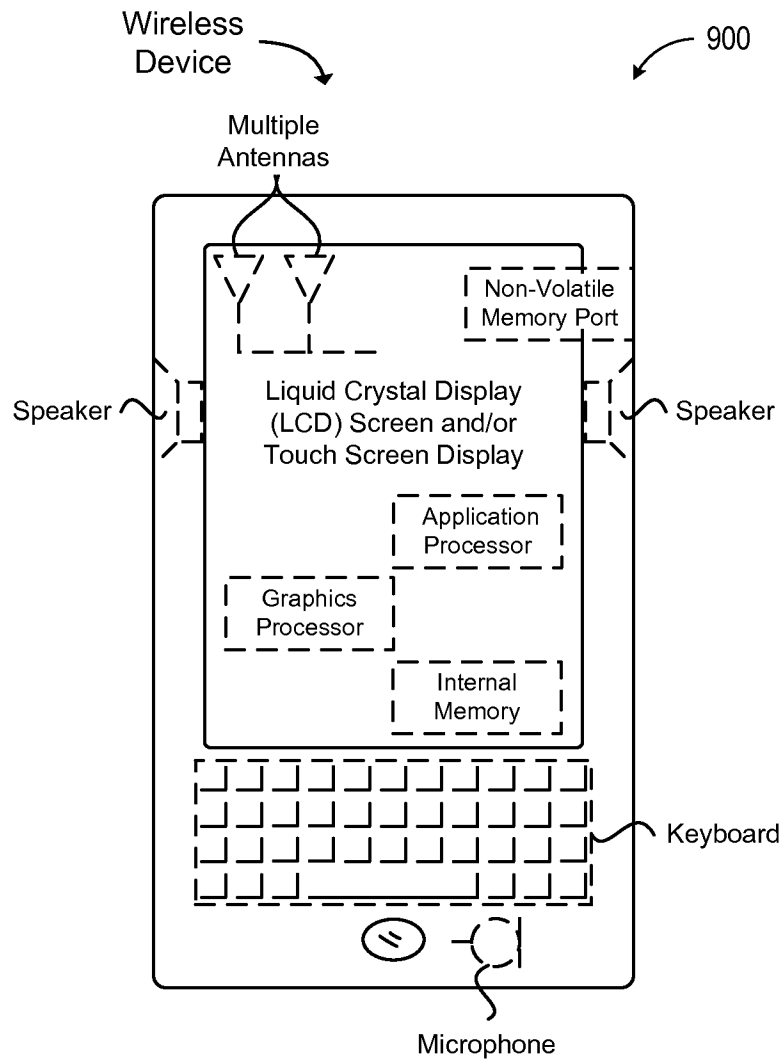 Wireless
Device
900
Multiple
Antennas
Non-Volatile
Memory Port
Speaker
Liquid Crystal Display
(LCD) Screen and/or
Touch Screen Display
Speaker
Application
Processor
Graphics
Processor
Internal
Memory
Keyboard
Microphone